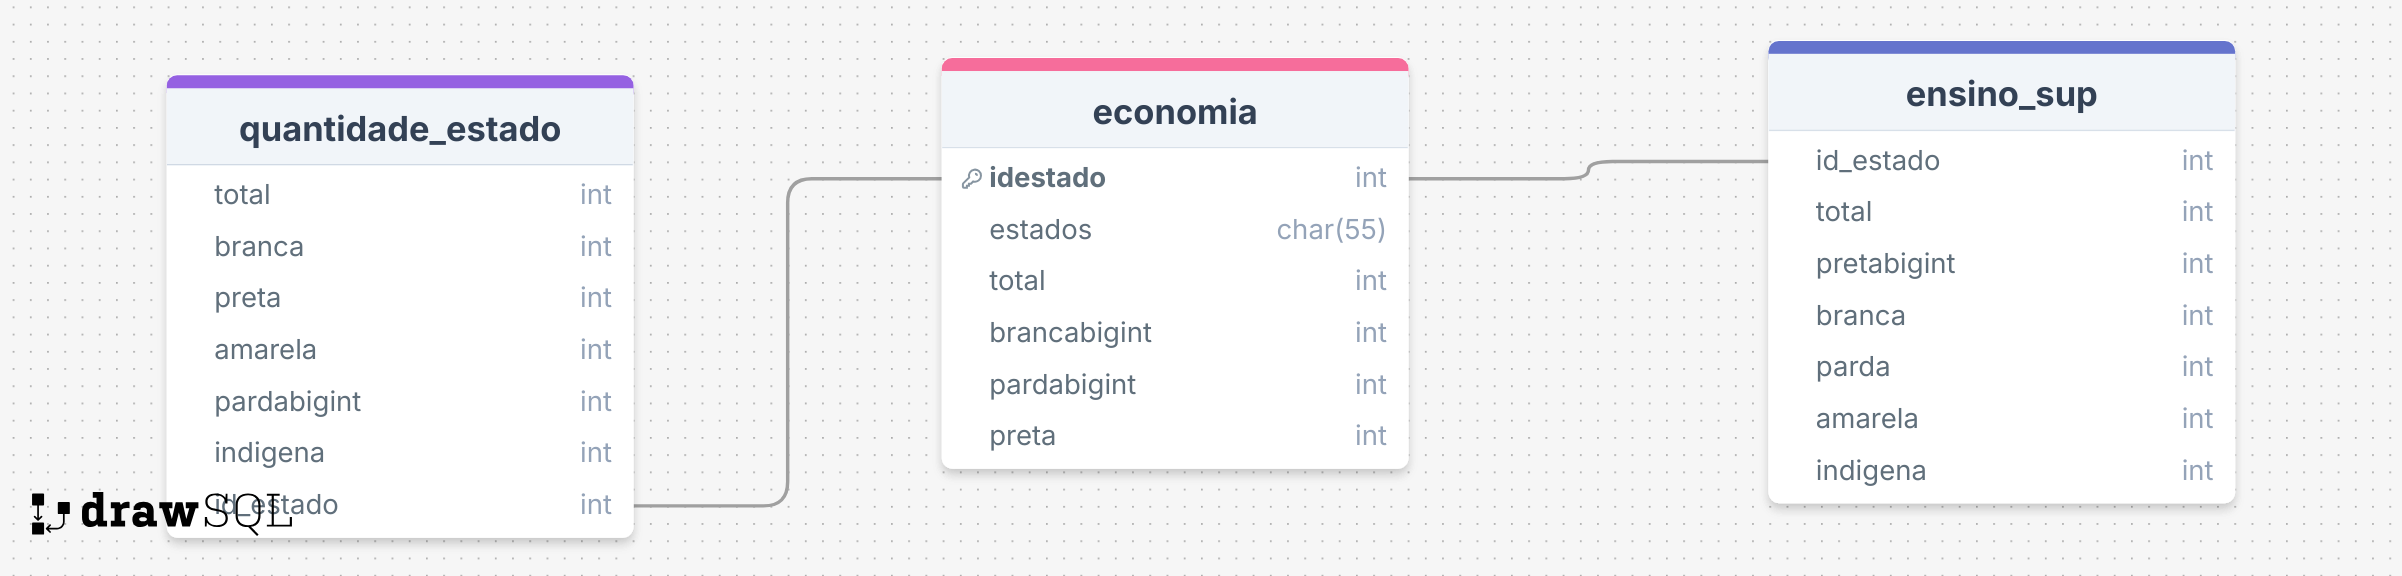 quantidade_estado
total int
branca int
preta int
amarela int
pardabigint int
indigena int
id_estado int
drawSQL
economia
idestado int
estados char(55)
total int
brancabigint int
pardabigint int
preta int
ensino_sup
id_estado int
total int
pretabigint int
branca int
parda int
amarela int
indigena int